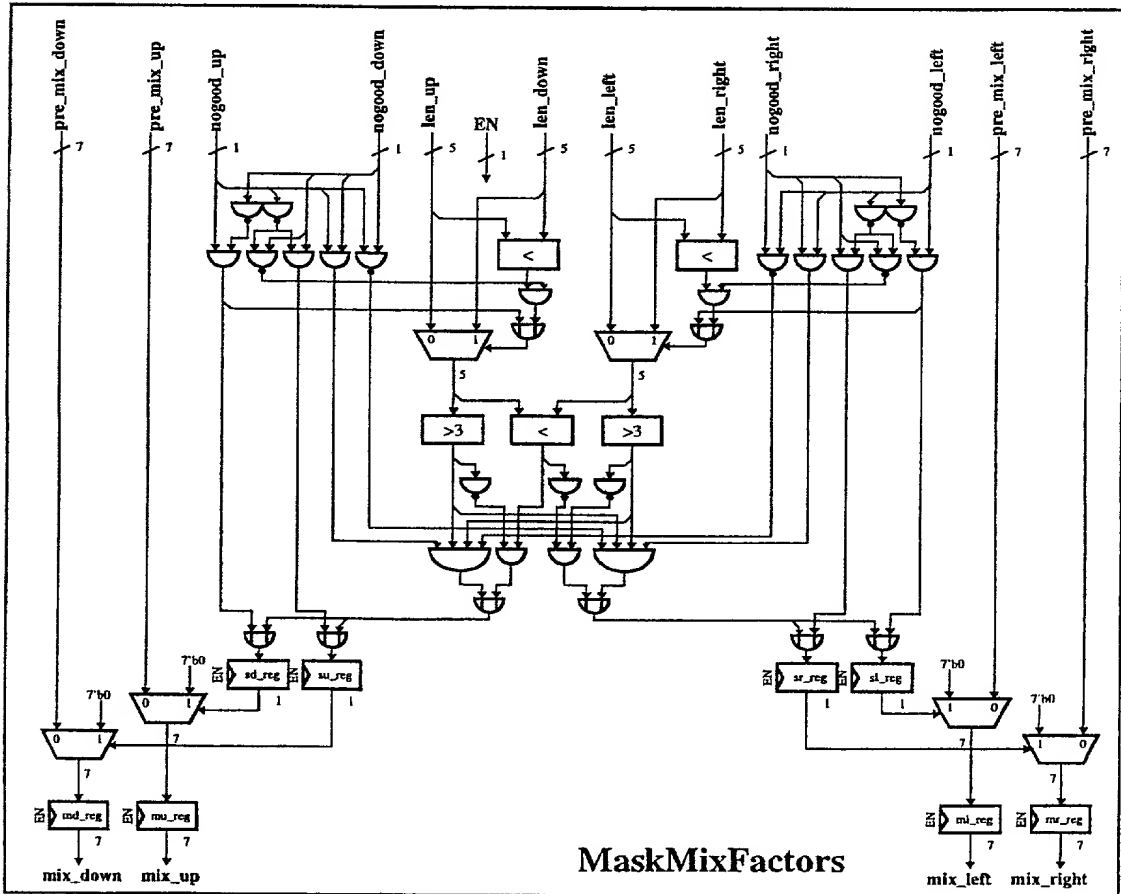 pre_mix_down
pre_mix_up
nogood_up
nogood_down
len_up
EN
len_down
len_left
len_right
nogood_right
nogood_left
pre_mix_left
pre_mix_right
7
7
1
1
5
1
5
5
5
1
1
7
7
<
<
0 1
0 1
5
5
>3
<
>3
EN
sd_reg
EN
su_reg
EN
sr_reg
EN
sl_reg
1
1
1
1
7'b0
7'b0
7'b0
7'b0
0 1
0 1
1 0
1 0
7
7
7
7
EN
md_reg
EN
mu_reg
EN
ml_reg
EN
mr_reg
7
7
7
7
mix_down
mix_up
MaskMixFactors
mix_left
mix_right